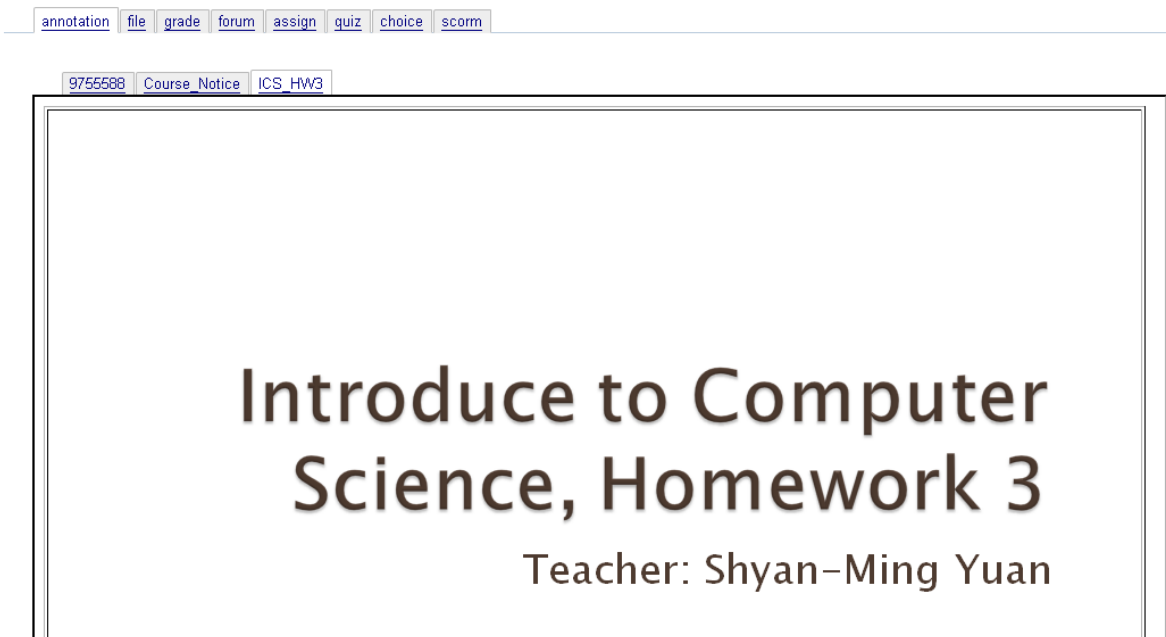 annotation file grade forum assign quiz choice scorm
9755588 Course_Notice ICS_HW3
Introduce to Computer
Science, Homework 3
Teacher: Shyan-Ming Yuan